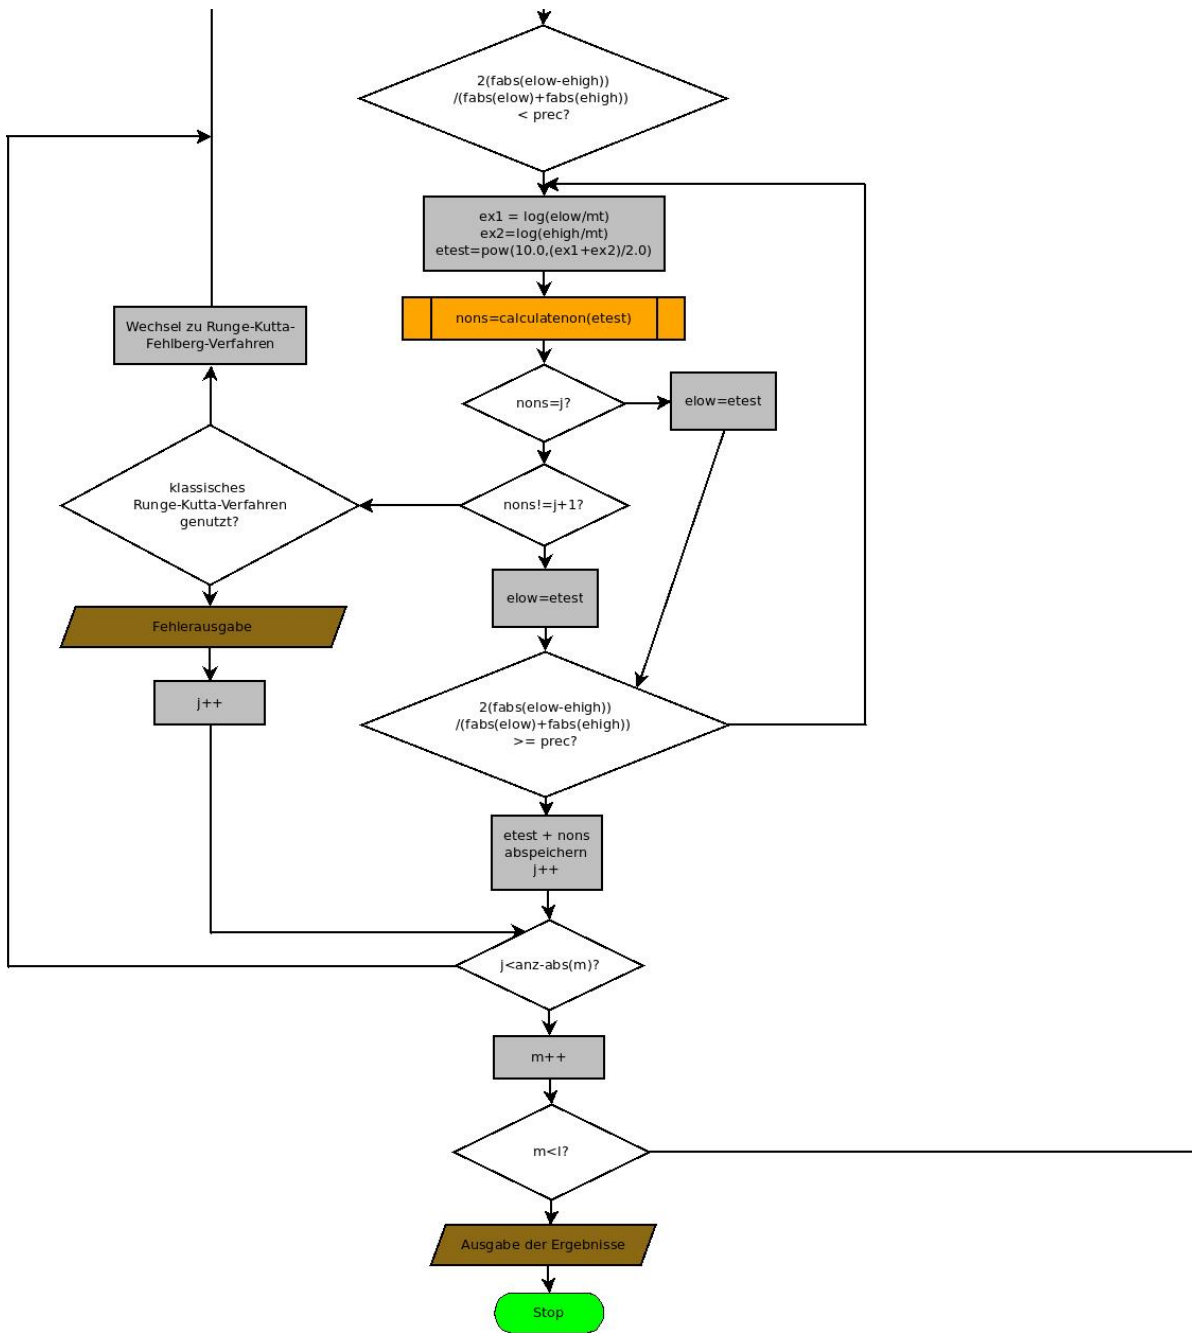 2(fabs(elow-ehigh))
/(fabs(elow)+fabs(ehigh))
< prec?
ex1 = log(elow/mt)
ex2=log(ehigh/mt)
etest=pow(10.0,(ex1+ex2)/2.0)
nons=calculatenon(etest)
Wechsel zu Runge-Kutta-
Fehlberg-Verfahren
nons=j?
elow=etest
klassisches
Runge-Kutta-Verfahren
genutzt?
nons!=j+1?
elow=etest
Fehlerausgabe
j++
2(fabs(elow-ehigh))
/(fabs(elow)+fabs(ehigh))
>= prec?
etest + nons
abspeichern
j++
j<anz-abs(m)?
m++
m<l?
Ausgabe der Ergebnisse
Stop